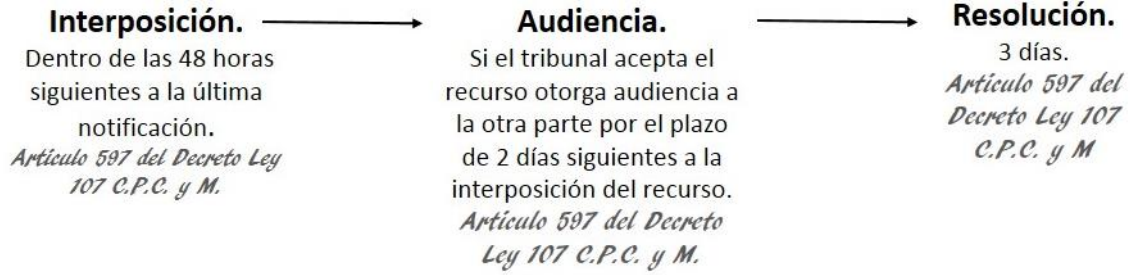 Interposición.
Dentro de las 48 horas
siguientes a la última
notificación.
Artículo 597 del Decreto Ley
107 C.P.C. y M.
Audiencia.
Si el tribunal acepta el
recurso otorga audiencia a
la otra parte por el plazo
de 2 días siguientes a la
interposición del recurso.
Artículo 597 del Decreto
Ley 107 C.P.C. y M.
Resolución.
3 días.
Artículo 597 del
Decreto Ley 107
C.P.C. y M